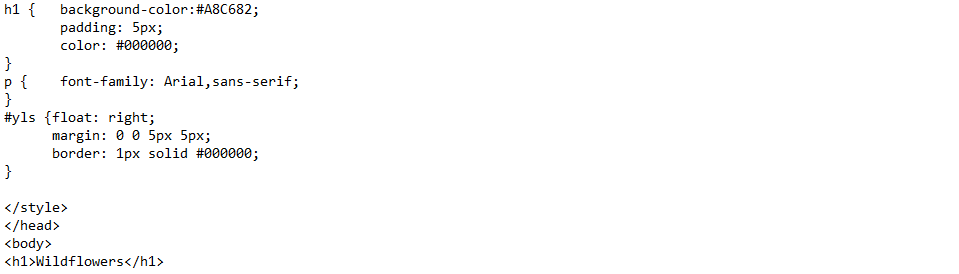 h1 {   background-color:#A8C682;
       padding: 5px;
       color: #000000;
}
p {    font-family: Arial,sans-serif;
}
#yls {float: right;
      margin: 0 0 5px 5px;
      border: 1px solid #000000;
}

</style>
</head>
<body>
<h1>Wildflowers</h1>